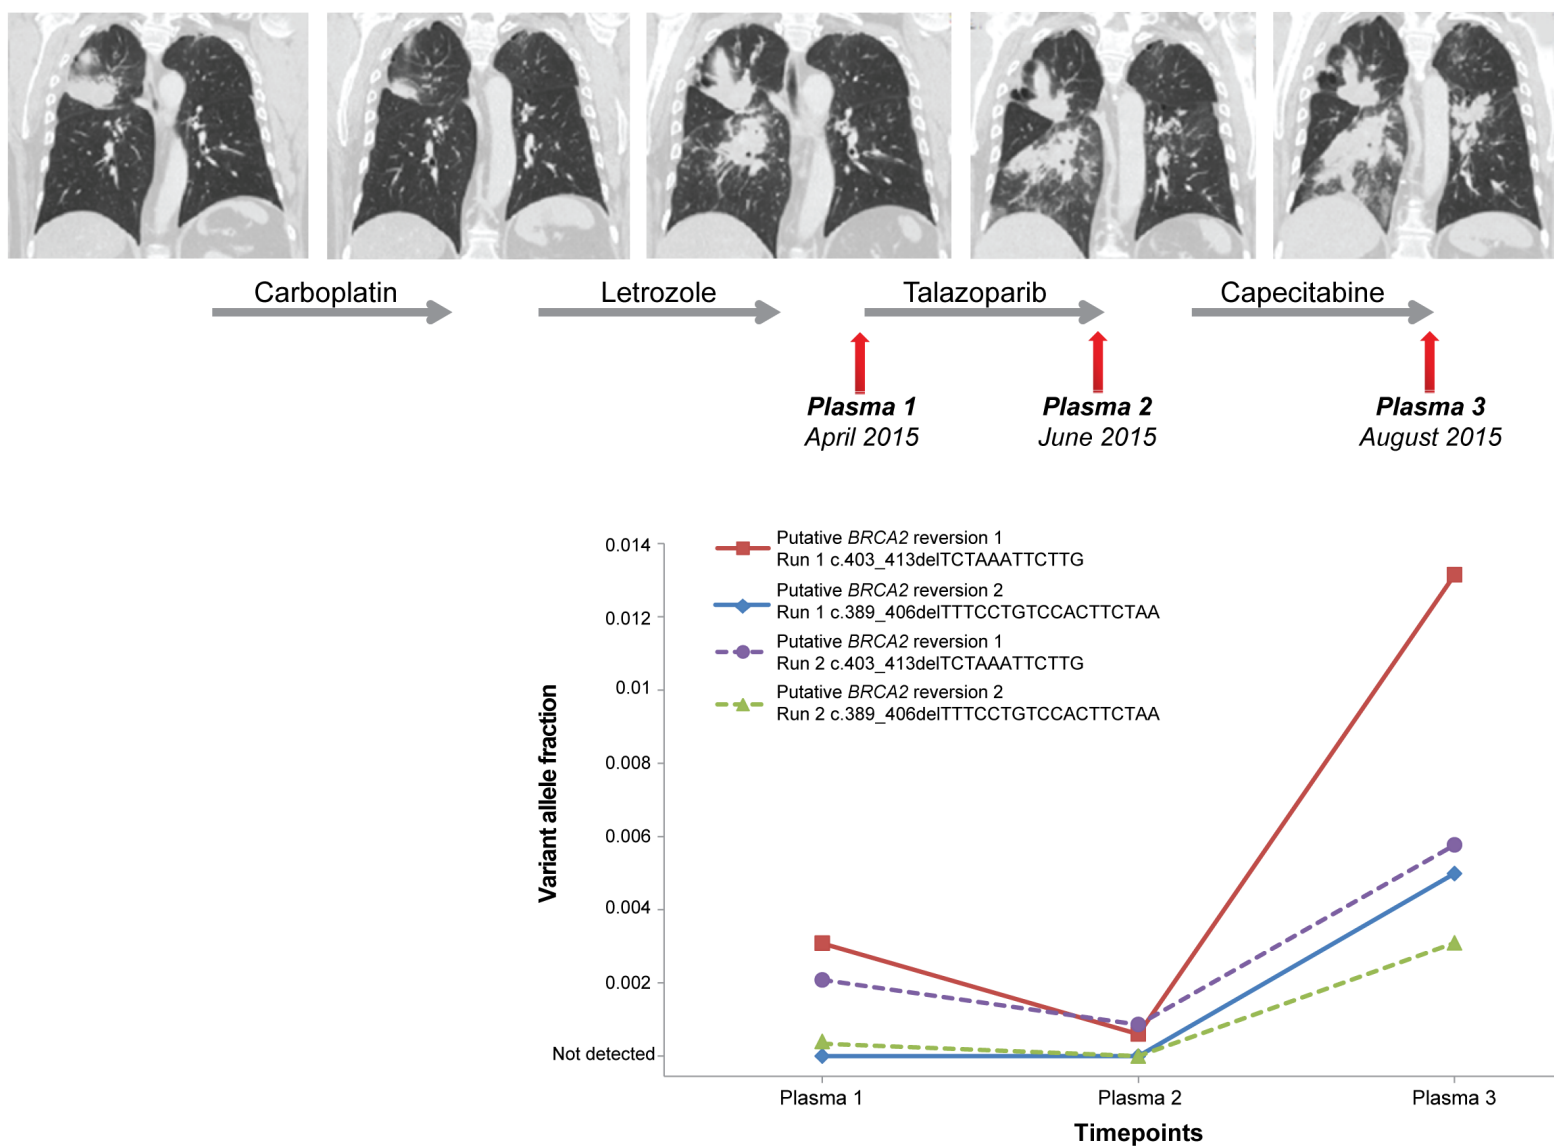 Carboplatin
Letrozole
Talazoparib
Capecitabine
Plasma 1
April 2015
Plasma 2
June 2015
Plasma 3
August 2015
Putative BRCA2 reversion 1
Run 1 c.403_413delTCTAAATTCTTG
Putative BRCA2 reversion 2
Run 1 c.389_406delTTTCCTGTCCACTTCTAA
Putative BRCA2 reversion 1
Run 2 c.403_413delTCTAAATTCTTG
Putative BRCA2 reversion 2
Run 2 c.389_406delTTTCCTGTCCACTTCTAA
Variant allele fraction
0.014
0.012
0.01
0.008
0.006
0.004
0.002
Not detected
Plasma 1
Plasma 2
Plasma 3
Timepoints